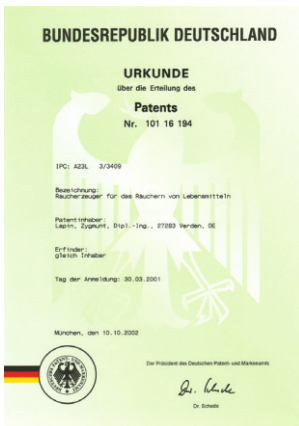 BUNDESREPUBLIK DEUTSCHLAND
URKUNDE
über die Erteilung des
Patents
Nr. 101 16 194
IPC: A23L 3/3409
Bezeichnung:
Raucherzeuger für das Räuchern von Lebensmitteln
Patentinhaber:
Lapin, Zygmunt, Dipl.-Ing., 27283 Verden, DE
Erfinder:
gleich Inhaber
Tag der Anmeldung: 30.03.2001
München, den 10.10.2002
Der Präsident des Deutschen Patent- und Markenamts
Dr. Schade